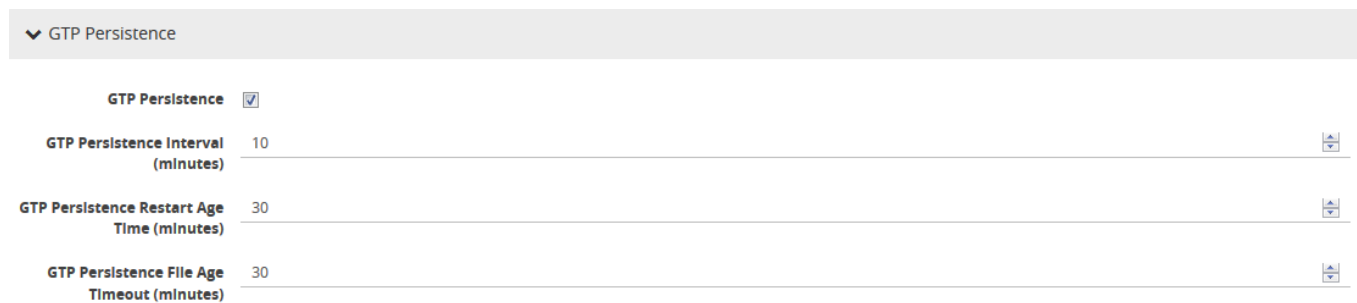 GTP Persistence
GTP Persistence
GTP Persistence Interval
(minutes)
10
GTP Persistence Restart Age
Time (minutes)
30
GTP Persistence File Age
Timeout (minutes)
30